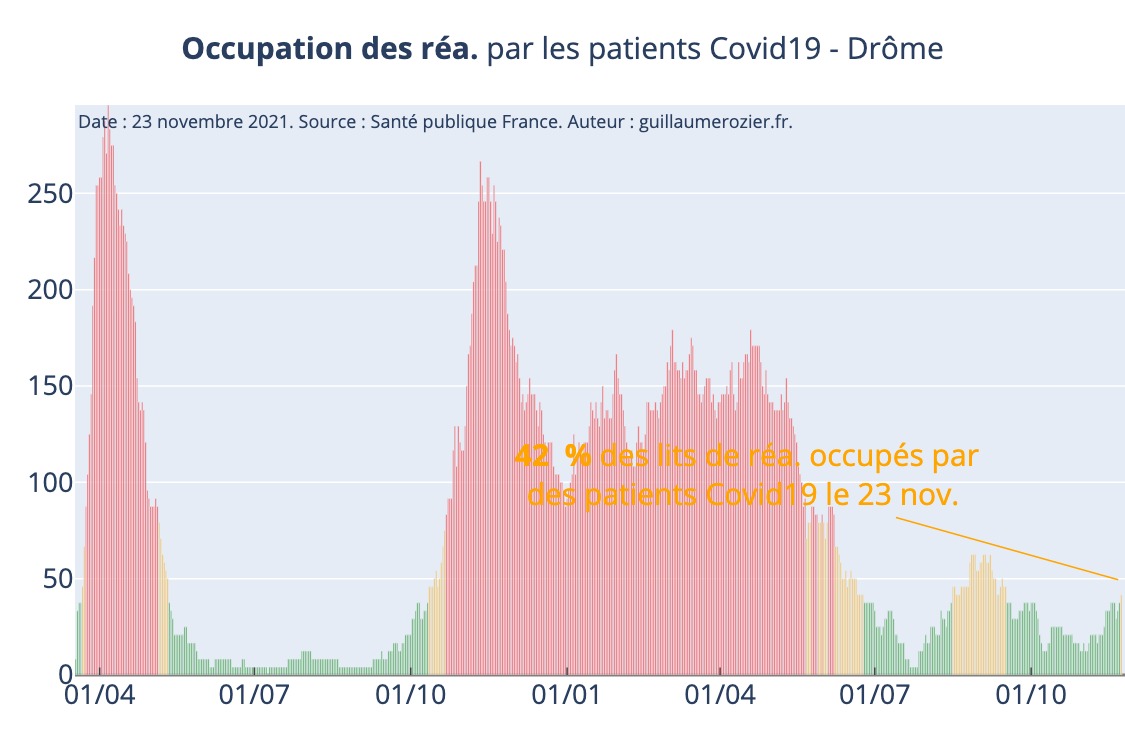 Occupation des réa. par les patients Covid19 - Drôme
Date : 23 novembre 2021. Source : Santé publique France. Auteur : guillaumerozier.fr.
250
200
150
42 % des lits de réa. occupés par
des patients Covid19 le 23 nov.
100
50
0
01/04 01/07 01/10 01/01 01/04 01/07 01/10